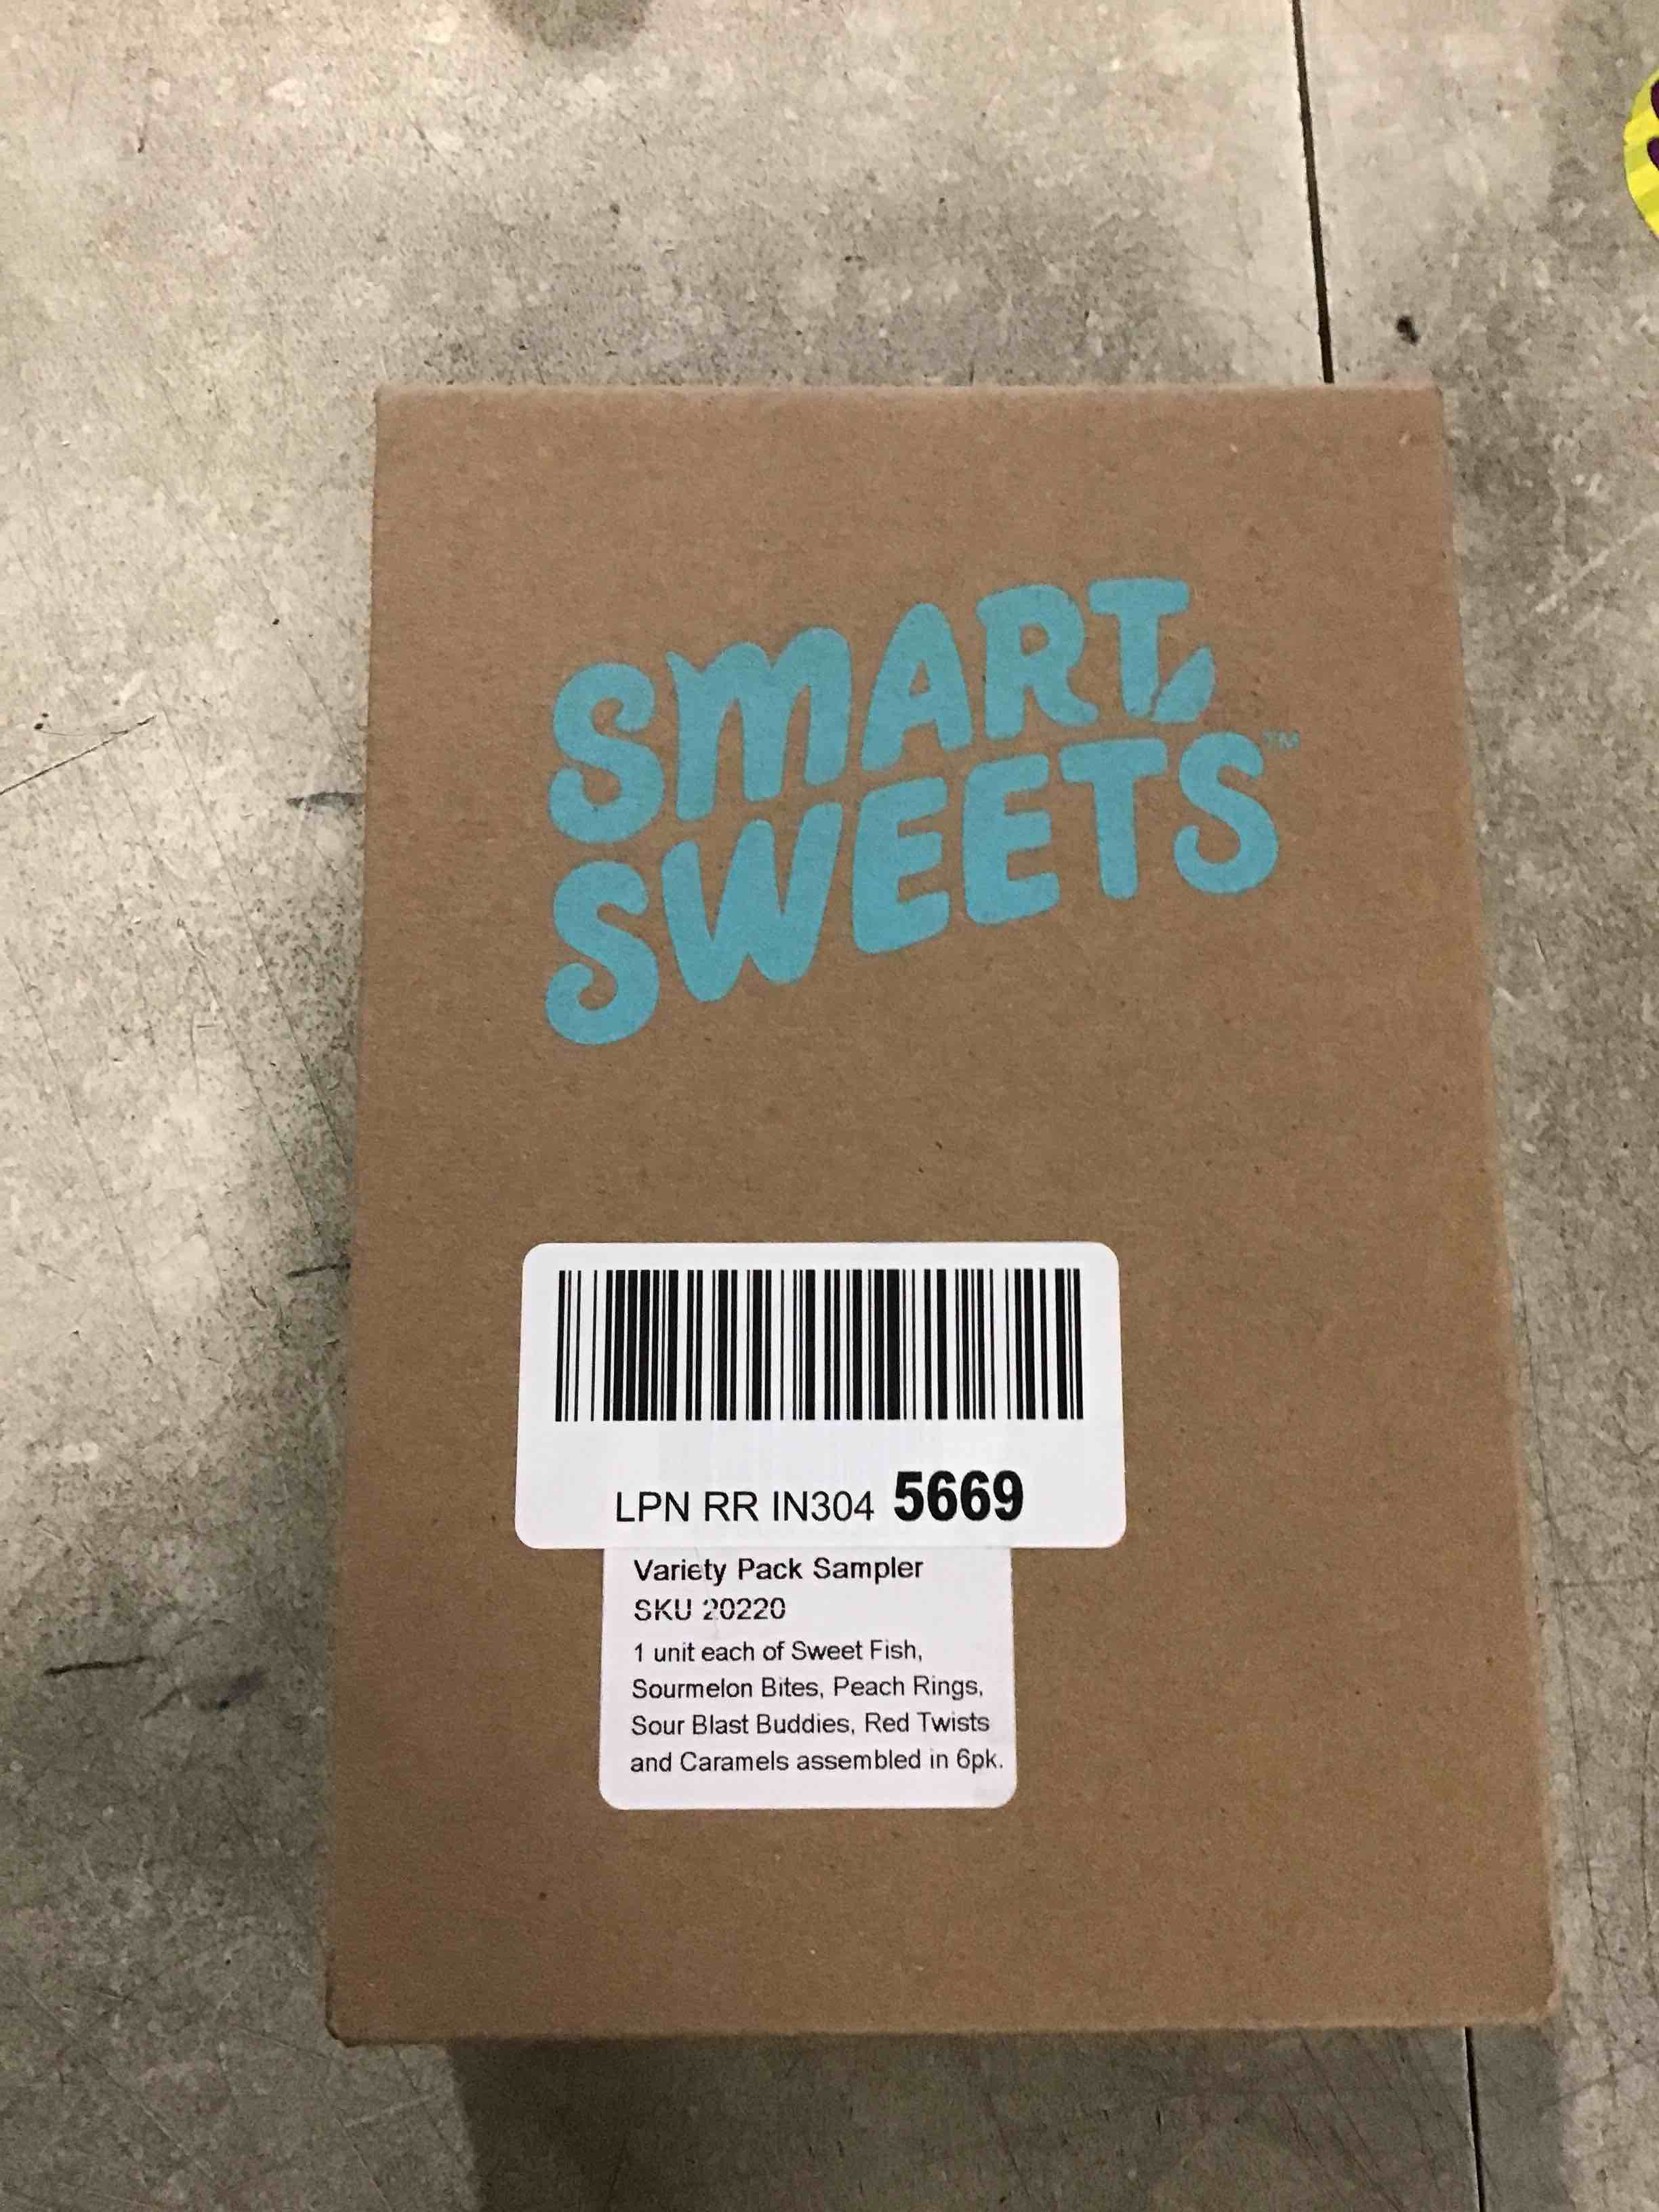 SMART
SWEETS™
LPN RR IN304 5669
Variety Pack Sampler
SKU 20220
1 unit each of Sweet Fish,
Sourmelon Bites, Peach Rings,
Sour Blast Buddies, Red Twists
and Caramels assembled in 6pk.